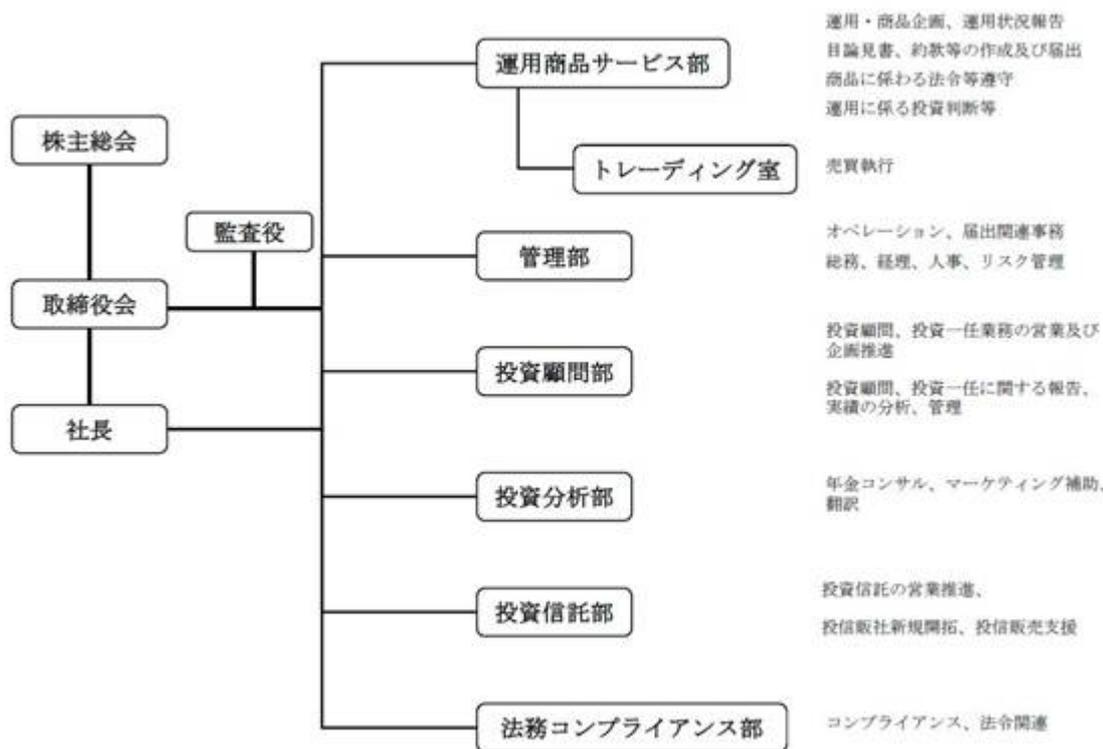 株主総会
監査役
取締役会
社長
運用商品サービス部
運用・商品企画、運用状況報告
目論見書、約款等の作成及び届出
商品に係わる法令等遵守
運用に係る投資判断等
トレーディング室
売買執行
管理部
オペレーション、届出関連事務
総務、経理、人事、リスク管理
投資顧問部
投資顧問、投資一任業務の営業及び
企画推進
投資顧問、投資一任に関する報告、
実績の分析、管理
投資分析部
年金コンサル、マーケティング補助、
翻訳
投資信託部
投資信託の営業推進、
投信販社新規開拓、投信販売支援
法務コンプライアンス部
コンプライアンス、法令関連